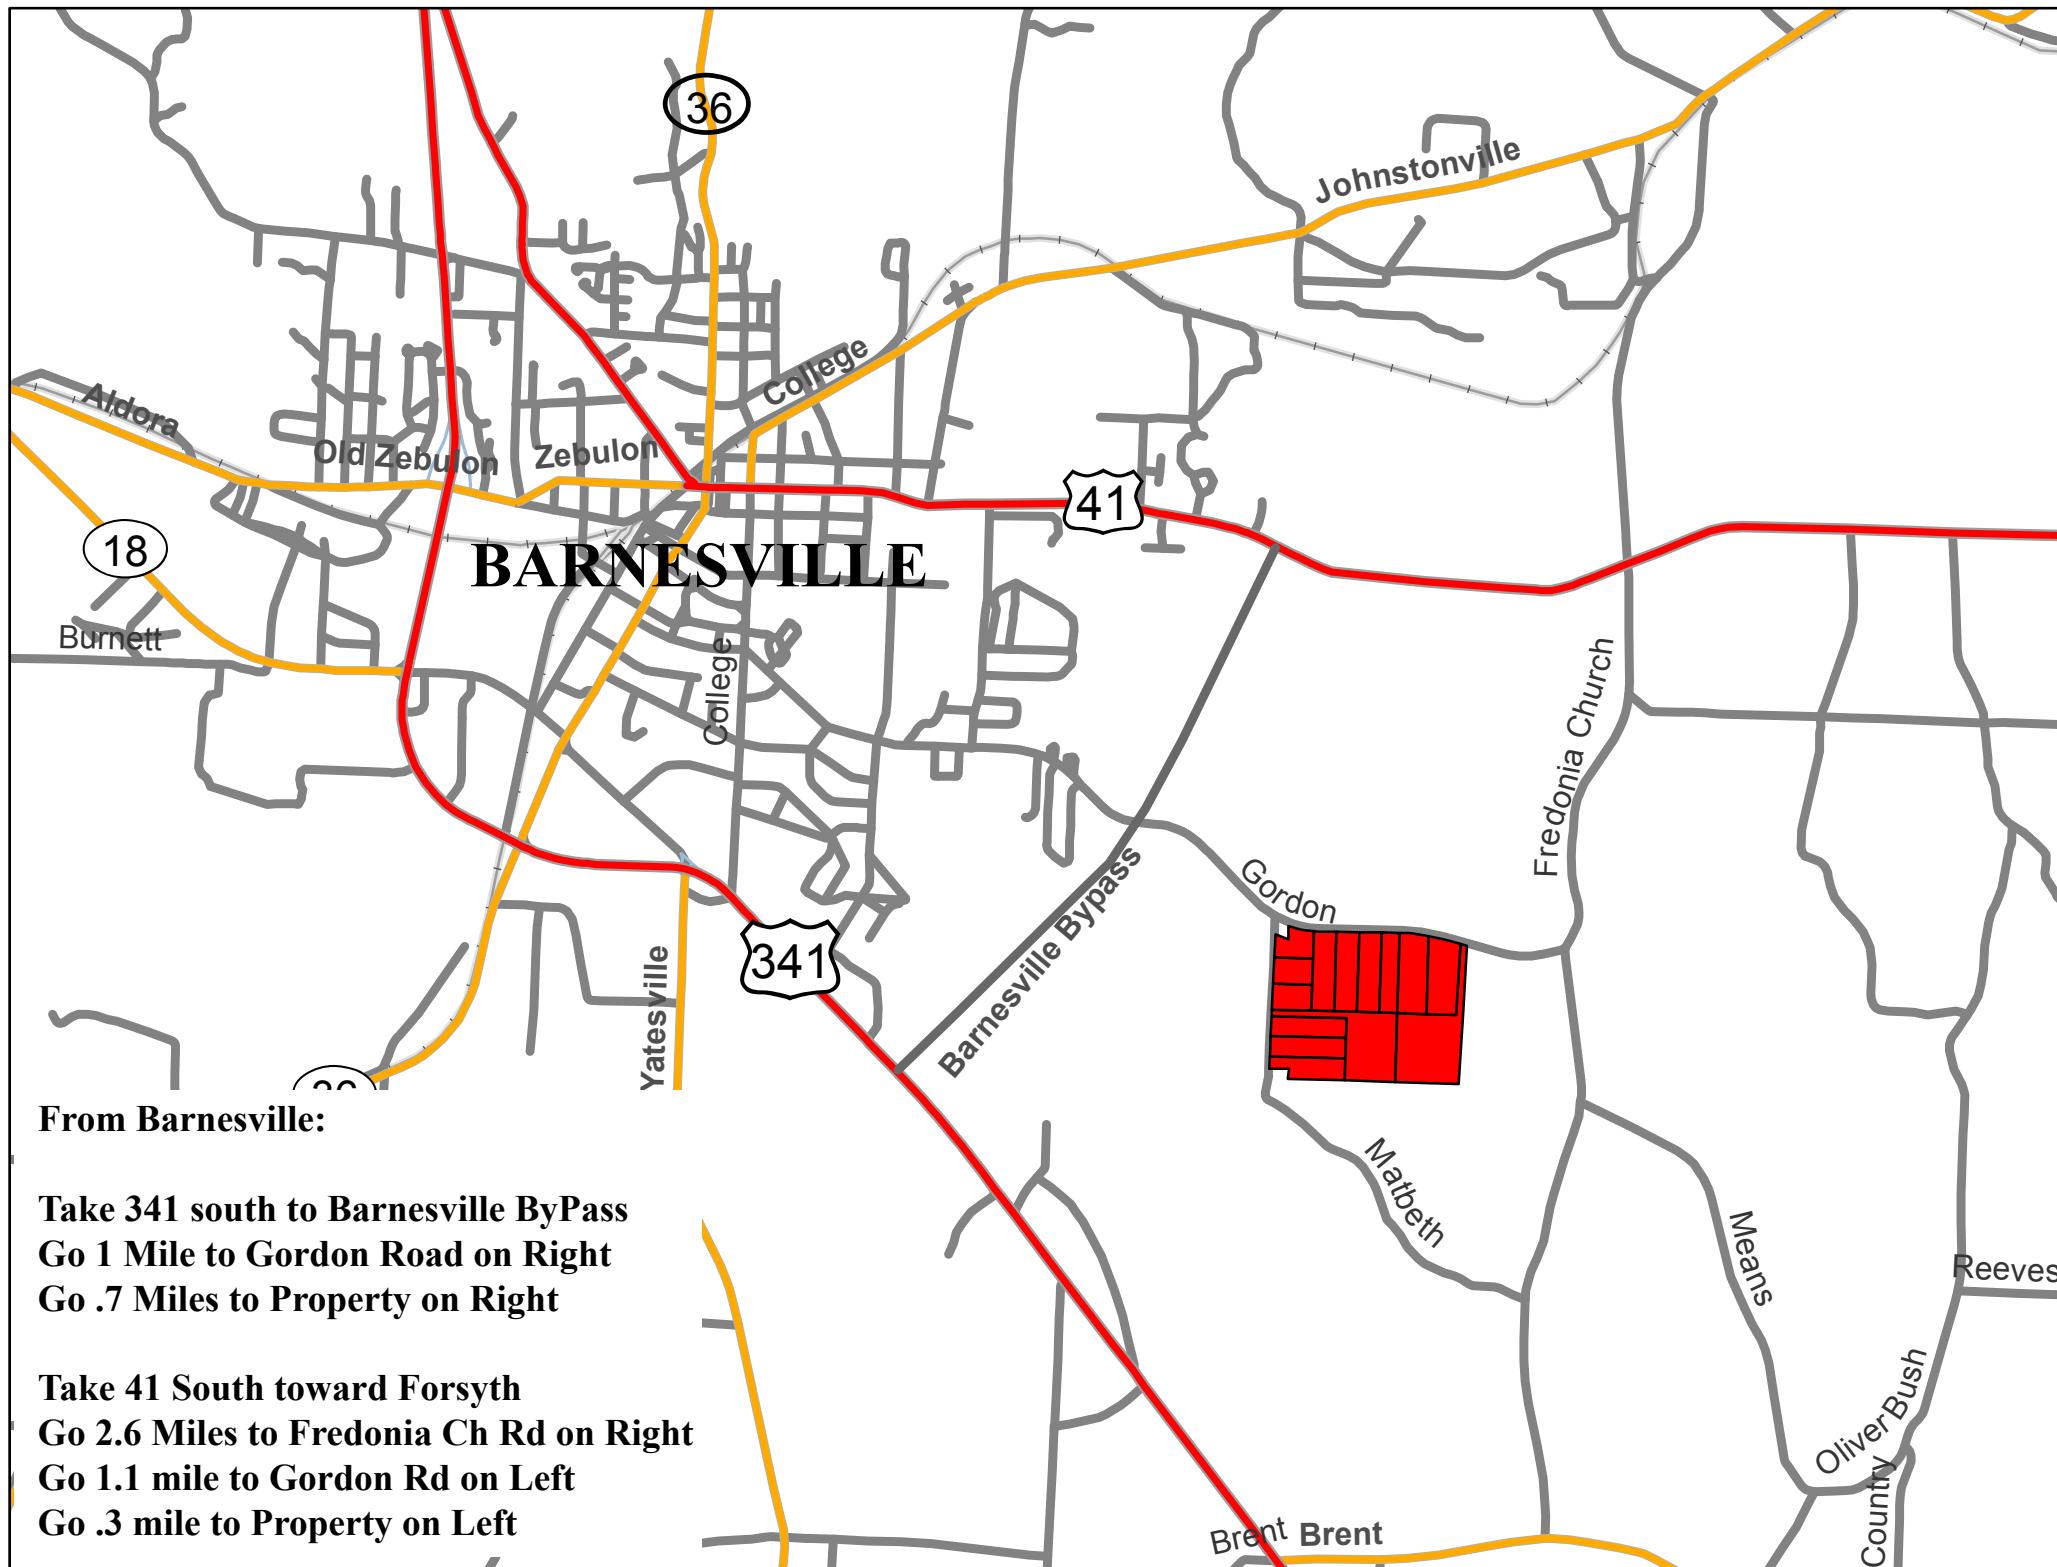 36
Johnstonville
College
Aldora
Old Zebulon
Zebulon
41
18
BARNESVILLE
Burnett
College
Fredonia Church
Gordon
Barnesville Bypass
341
Yatesville
36
From Barnesville:
Take 341 south to Barnesville ByPass
Go 1 Mile to Gordon Road on Right
Go .7 Miles to Property on Right
Take 41 South toward Forsyth
Go 2.6 Miles to Fredonia Ch Rd on Right
Go 1.1 mile to Gordon Rd on Left
Go .3 mile to Property on Left
Matbeth
Means
Reeves
Oliver Bush
Country
Brent
Brent